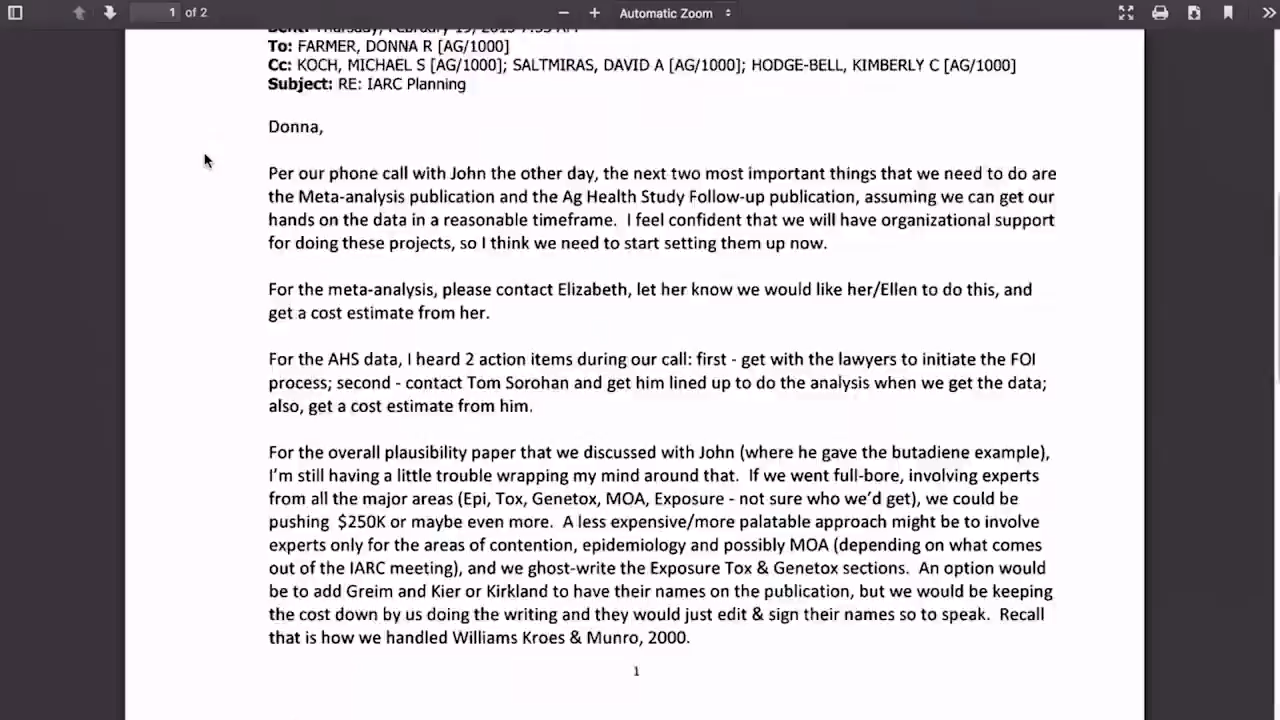 1 of 2
Automatic Zoom
Sent: Thursday, February 19, 2015 7:53 AM
To: FARMER, DONNA R [AG/1000]
Cc: KOCH, MICHAEL S [AG/1000]; SALTMIRAS, DAVID A [AG/1000]; HODGE-BELL, KIMBERLY C [AG/1000]
Subject: RE: IARC Planning
Donna,
Per our phone call with John the other day, the next two most important things that we need to do are
the Meta-analysis publication and the Ag Health Study Follow-up publication, assuming we can get our
hands on the data in a reasonable timeframe.  I feel confident that we will have organizational support
for doing these projects, so I think we need to start setting them up now.
For the meta-analysis, please contact Elizabeth, let her know we would like her/Ellen to do this, and
get a cost estimate from her.
For the AHS data, I heard 2 action items during our call: first - get with the lawyers to initiate the FOI
process; second - contact Tom Sorohan and get him lined up to do the analysis when we get the data;
also, get a cost estimate from him.
For the overall plausibility paper that we discussed with John (where he gave the butadiene example),
I'm still having a little trouble wrapping my mind around that.  If we went full-bore, involving experts
from all the major areas (Epi, Tox, Genetox, MOA, Exposure - not sure who we'd get), we could be
pushing  $250K or maybe even more.  A less expensive/more palatable approach might be to involve
experts only for the areas of contention, epidemiology and possibly MOA (depending on what comes
out of the IARC meeting), and we ghost-write the Exposure Tox & Genetox sections.  An option would
be to add Greim and Kier or Kirkland to have their names on the publication, but we would be keeping
the cost down by us doing the writing and they would just edit & sign their names so to speak.  Recall
that is how we handled Williams Kroes & Munro, 2000.
1